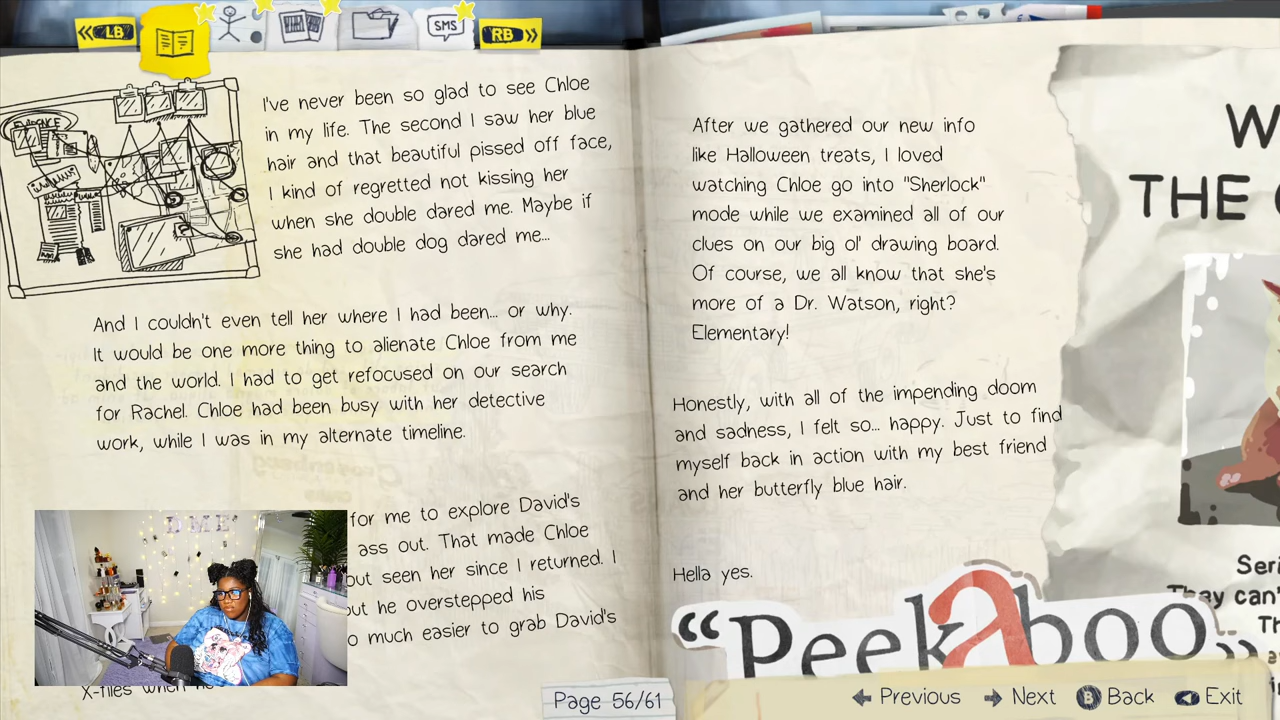 LB
SMS
RB
EVIDENCE
I've never been so glad to see Chloe
in my life. The second I saw her blue
hair and that beautiful pissed off face,
I kind of regretted not kissing her
when she double dared me. Maybe if
she had double dog dared me...
And I couldn't even tell her where I had been... or why.
It would be one more thing to alienate Chloe from me
and the world. I had to get refocused on our search
for Rachel. Chloe had been busy with her detective
work, while I was in my alternate timeline.
for me to explore David's
ass out. That made Chloe
but seen her since I returned. I
but he overstepped his
much easier to grab David's
X-files when he
After we gathered our new info
like Halloween treats, I loved
watching Chloe go into "Sherlock"
mode while we examined all of our
clues on our big ol' drawing board.
Of course, we all know that she's
more of a Dr. Watson, right?
Elementary!
Honestly, with all of the impending doom
and sadness, I felt so... happy. Just to find
myself back in action with my best friend
and her butterfly blue hair.
Hella yes.
"Peekaboo"
W
THE
Seri
They can'
Th
Page 56/61
Previous
Next
B Back
Exit